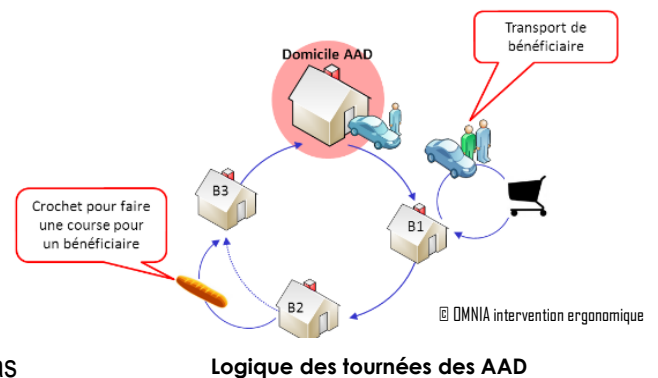 Transport de
bénéficiaire
Domicile AAD
B3
Crochet pour faire
une course pour
un bénéficiaire
B1
B2
© OMNIA intervention ergonomique
Logique des tournées des AAD